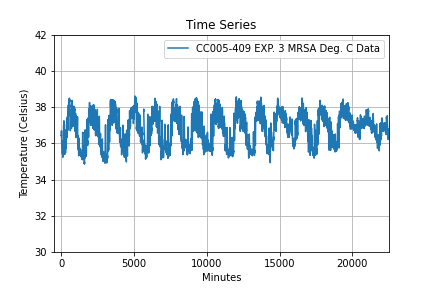 Time Series
CC005-409 EXP. 3 MRSA Deg. C Data
Temperature (Celsius)
42
40
38
36
34
32
30
0 5000 10000 15000 20000
Minutes